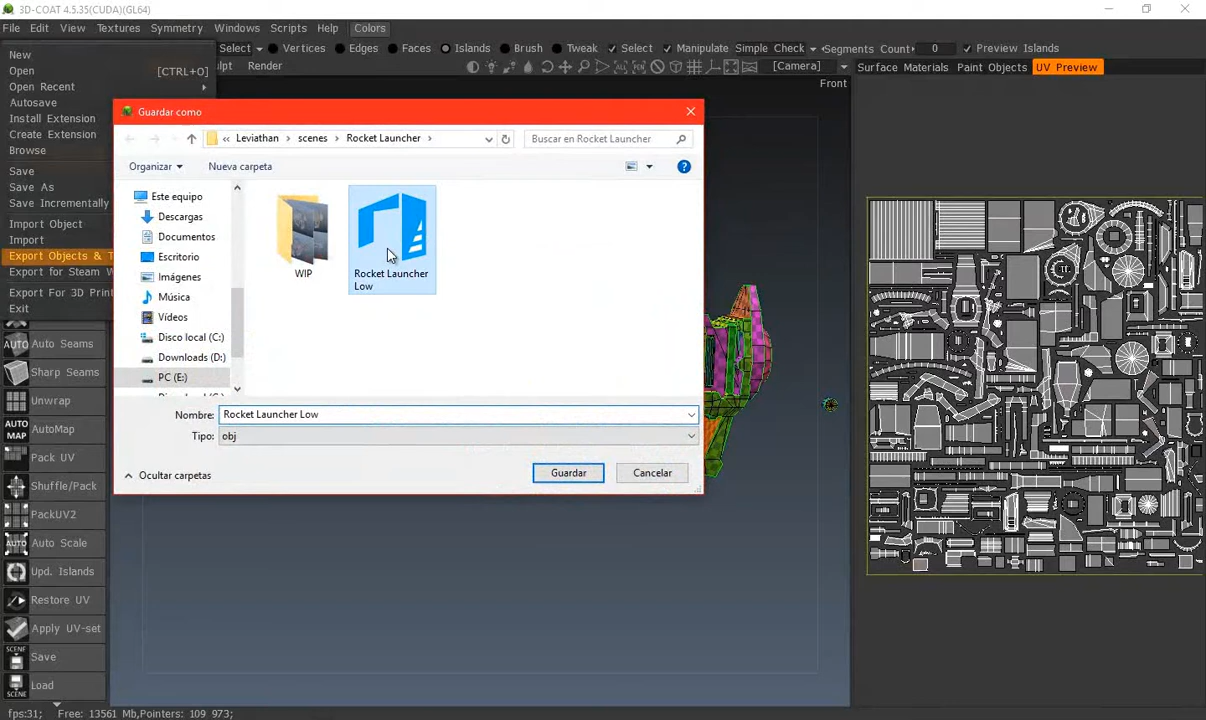 3D-COAT 4.5.35(CUDA)(GL64)
File Edit View Textures Symmetry Windows Scripts Help Colors
Select Vertices Edges Faces Islands Brush Tweak Select Manipulate Simple Check Segments Count 0 Preview Islands
Render [Camera] Surface Materials Paint Objects UV Preview
Front
New
Open [CTRL+O]
Open Recent
Autosave
Install Extension
Create Extension
Browse
Save
Save As
Save Incrementally
Import Object
Import
Export Objects & T
Export for Steam W
Export For 3D Print
Exit
Guardar como
« Leviathan > scenes > Rocket Launcher >
Buscar en Rocket Launcher
Organizar Nueva carpeta
Este equipo
Descargas
Documentos
Escritorio
Imágenes
Música
Vídeos
Disco local (C:)
Downloads (D:)
PC (E:)
WIP
Rocket Launcher
Low
Nombre: Rocket Launcher Low
Tipo: obj
Ocultar carpetas
Guardar Cancelar
Auto Seams
Sharp Seams
Unwrap
AUTO MAP AutoMap
Pack UV
Shuffle/Pack
PackUV2
AUTO Auto Scale
Upd. Islands
Restore UV
Apply UV-set
SCENE Save
SCENE Load
fps:31; Free: 13561 Mb,Pointers: 109 973;